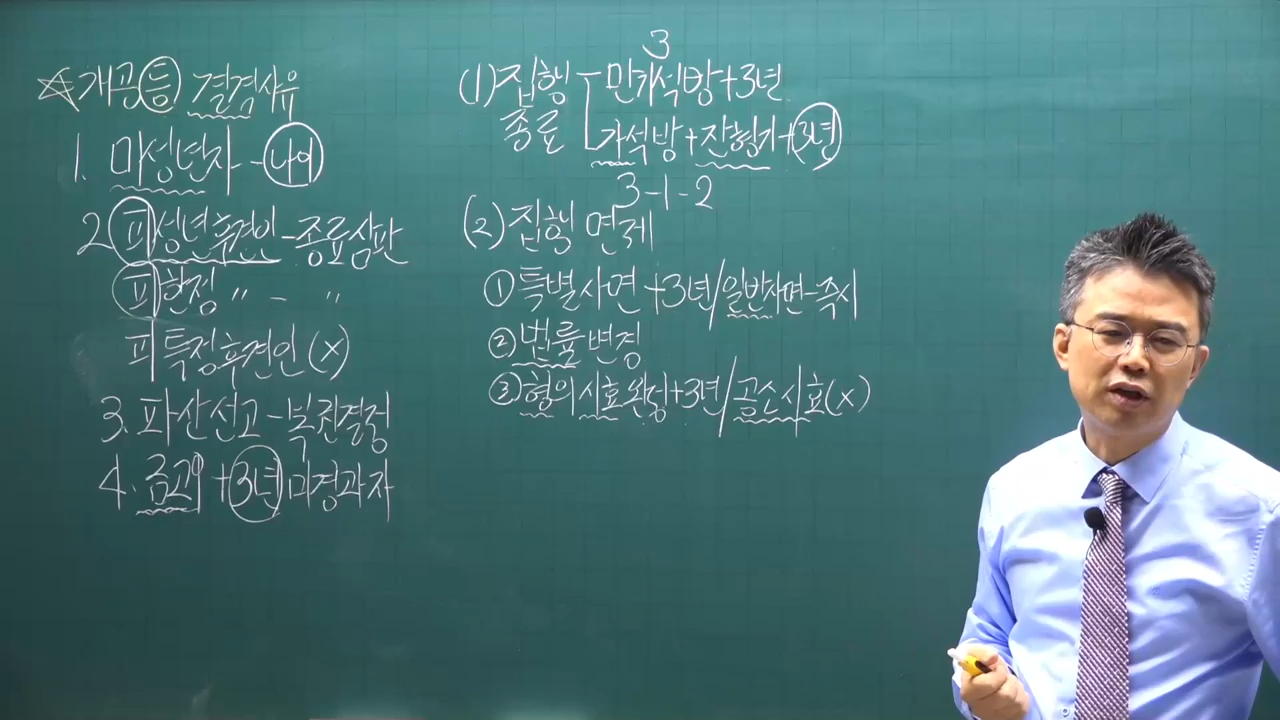 ☆개공등 결격사유
1. 미성년자 - 나이
2 피성년후견인 - 종료심판
피한정 〃 - 〃
피특정후견인(x)
3. 파산선고 - 복권결정
4. 금고↑ +3년 미경과자
3
(1) 집행 종료 만기석방+3년
가석방+잔형기+3년
3-1-2
(2) 집행 면제
① 특별사면 +3년/일반사면-즉시
② 법률변경
③ 형의 시효완성+3년/공소시효(x)